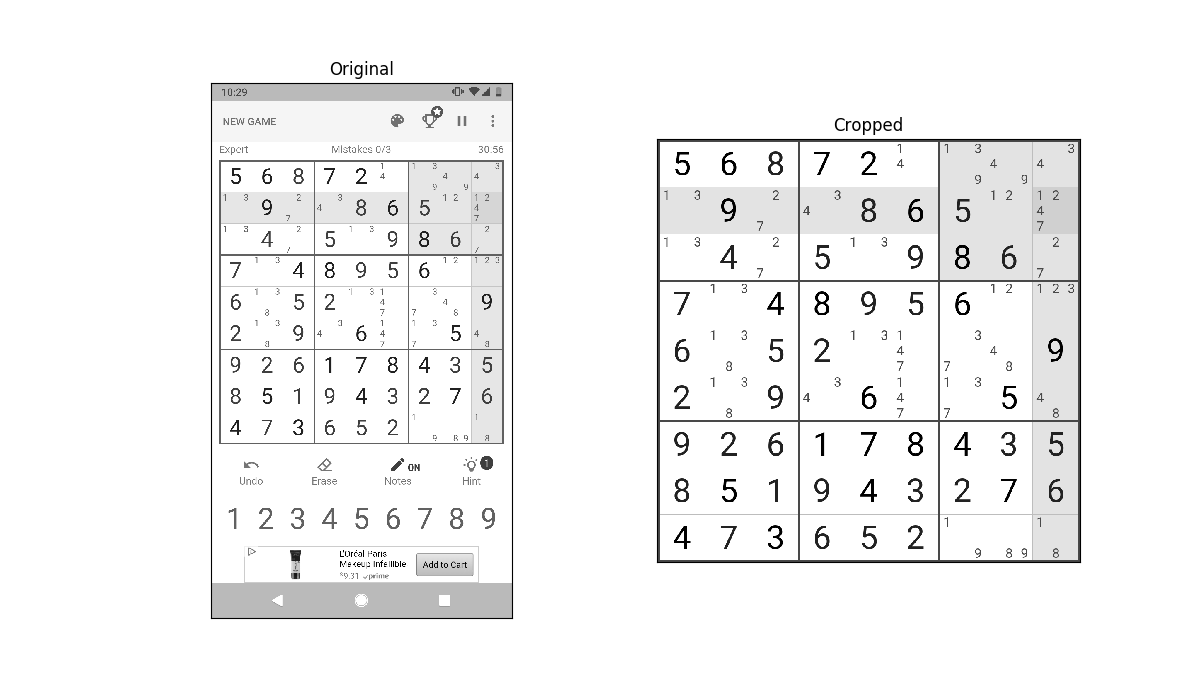 Original
10:29
NEW GAME
Expert Mistakes 0/3 30:56
5 6 8 7 2 1 4 1 3 9 4 9 3 4
1 3 9 2 7 3 4 8 6 5 1 2 1 2 4 7
1 3 4 2 7 5 1 3 9 8 6 2 7
7 1 3 4 8 9 5 6 1 2 1 2 3
6 1 3 8 5 2 1 3 1 4 7 3 7 4 8 9
2 1 3 8 9 3 4 6 1 4 7 1 3 7 5 4 8
9 2 6 1 7 8 4 3 5
8 5 1 9 4 3 2 7 6
4 7 3 6 5 2 1 9 8 9 1 8
Undo Erase ON Notes 1 Hint
1 2 3 4 5 6 7 8 9
L'Oréal Paris
Makeup Infallible
$9.31 prime
Add to Cart
Cropped
5 6 8 7 2 1 4 1 3 9 4 9 3 4
1 3 9 2 7 3 4 8 6 5 1 2 1 2 4 7
1 3 4 2 7 5 1 3 9 8 6 2 7
7 1 3 4 8 9 5 6 1 2 1 2 3
6 1 3 8 5 2 1 3 1 4 7 3 7 4 8 9
2 1 3 8 9 3 4 6 1 4 7 1 3 7 5 4 8
9 2 6 1 7 8 4 3 5
8 5 1 9 4 3 2 7 6
4 7 3 6 5 2 1 9 8 9 1 8